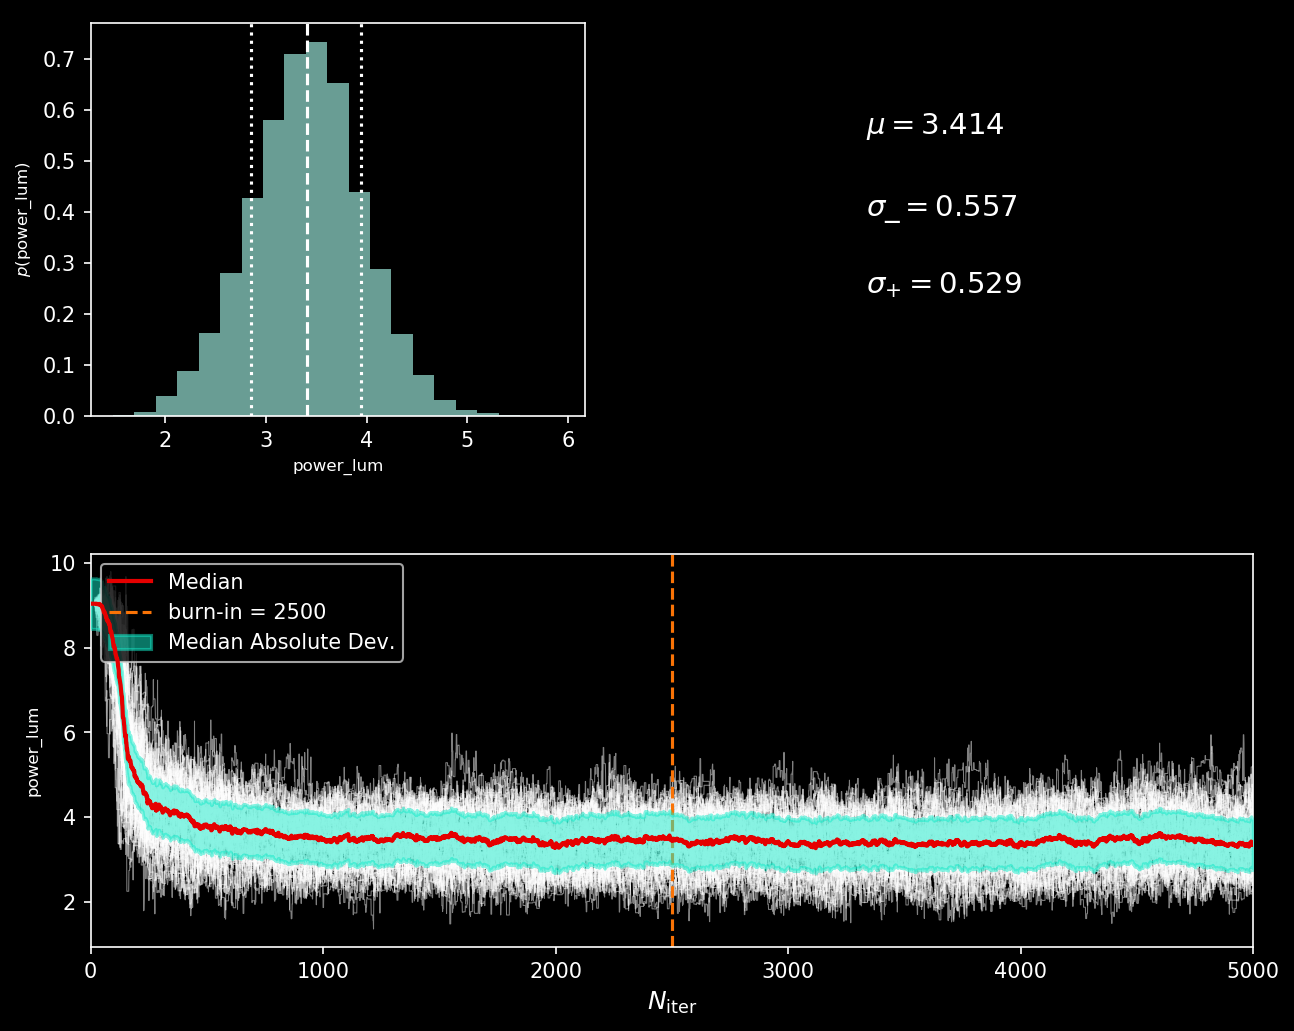 0.7
0.6
0.5
0.4
0.3
0.2
0.1
0.0
p(power_lum)
2 3 4 5 6
power_lum
μ = 3.414
σ_ = 0.557
σ+ = 0.529
10
8
6
4
2
power_lum
Median
burn-in = 2500
Median Absolute Dev.
0 1000 2000 3000 4000 5000
Niter